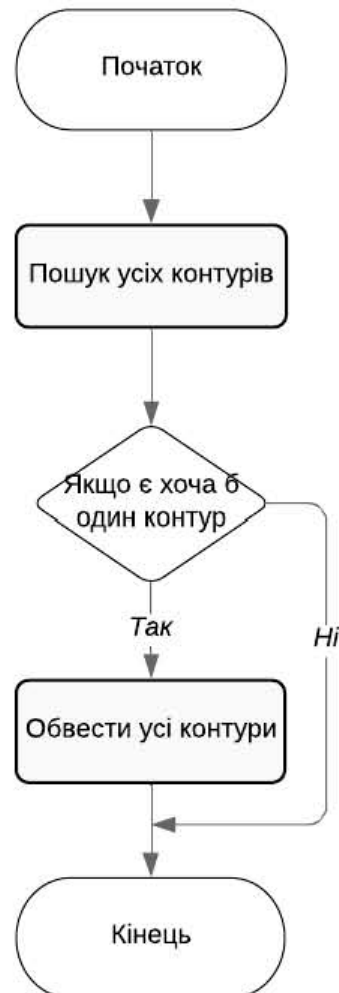 Початок
Пошук усіх контурів
Якщо є хоча б
один контур
Так
Ні
Обвести усі контури
Кінець